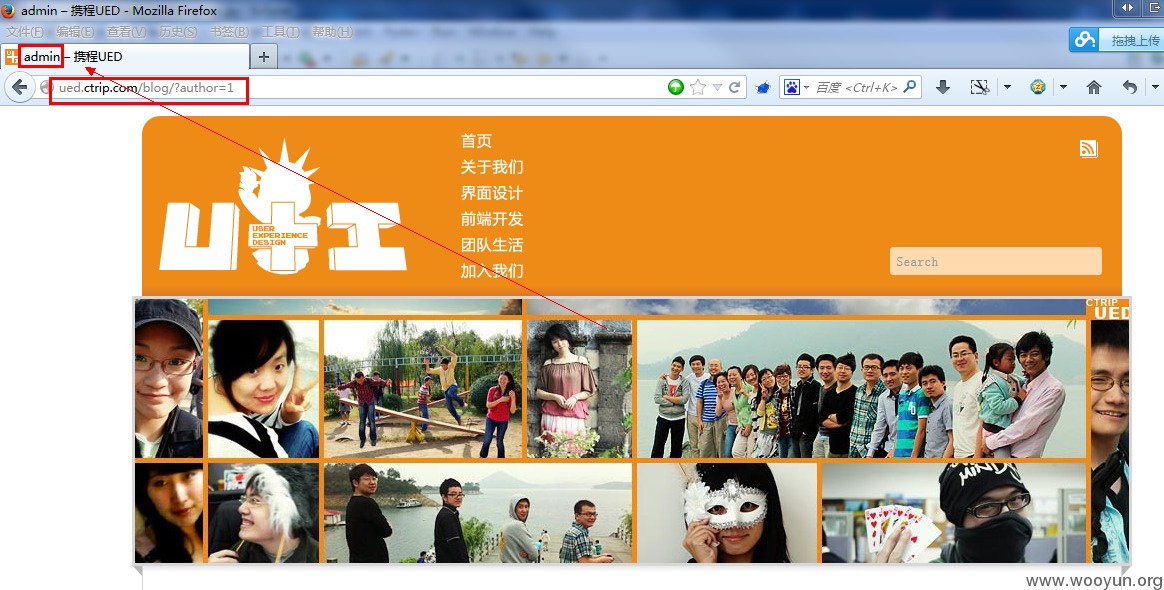 admin – 携程UED - Mozilla Firefox
文件(F) 编辑(E) 查看(V) 历史(S) 书签(B) 工具(T) 帮助(H)
拖拽上传
admin – 携程UED
ued.ctrip.com/blog/?author=1
百度 <Ctrl+K>
首页
关于我们
界面设计
前端开发
团队生活
加入我们
USER
EXPERIENCE
DESIGN
Search
CTRIP
UED
www.wooyun.org